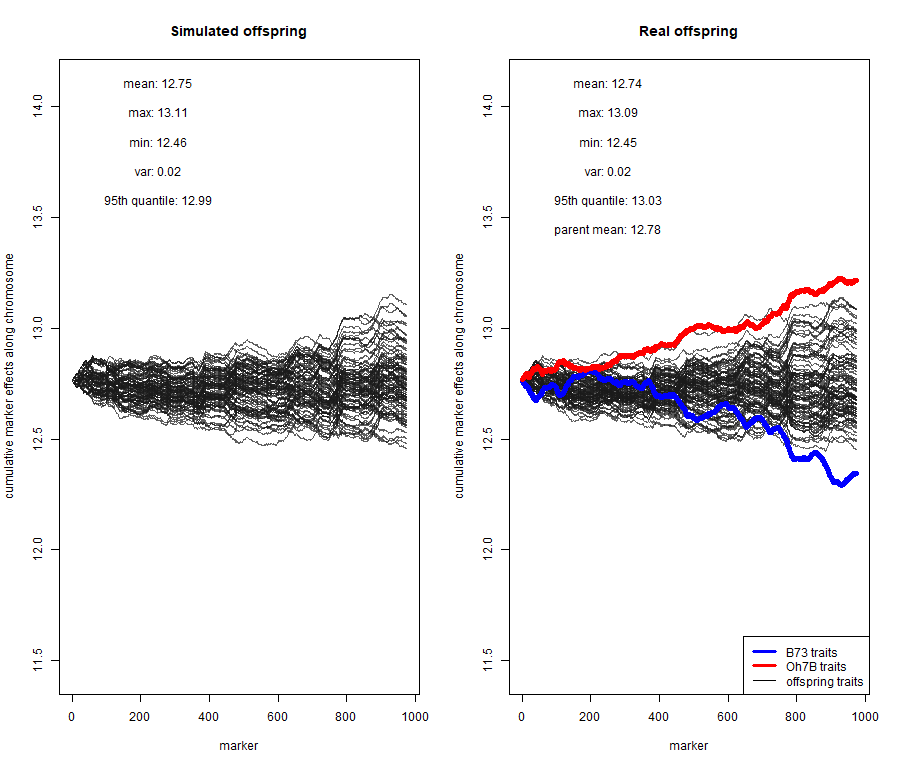 Simulated offspring
mean: 12.75
max: 13.11
min: 12.46
var: 0.02
95th quantile: 12.99
cumulative marker effects along chromosome
14.0
13.5
13.0
12.5
12.0
11.5
0 200 400 600 800 1000
marker
Real offspring
mean: 12.74
max: 13.09
min: 12.45
var: 0.02
95th quantile: 13.03
parent mean: 12.78
cumulative marker effects along chromosome
14.0
13.5
13.0
12.5
12.0
11.5
B73 traits
Oh7B traits
offspring traits
0 200 400 600 800 1000
marker